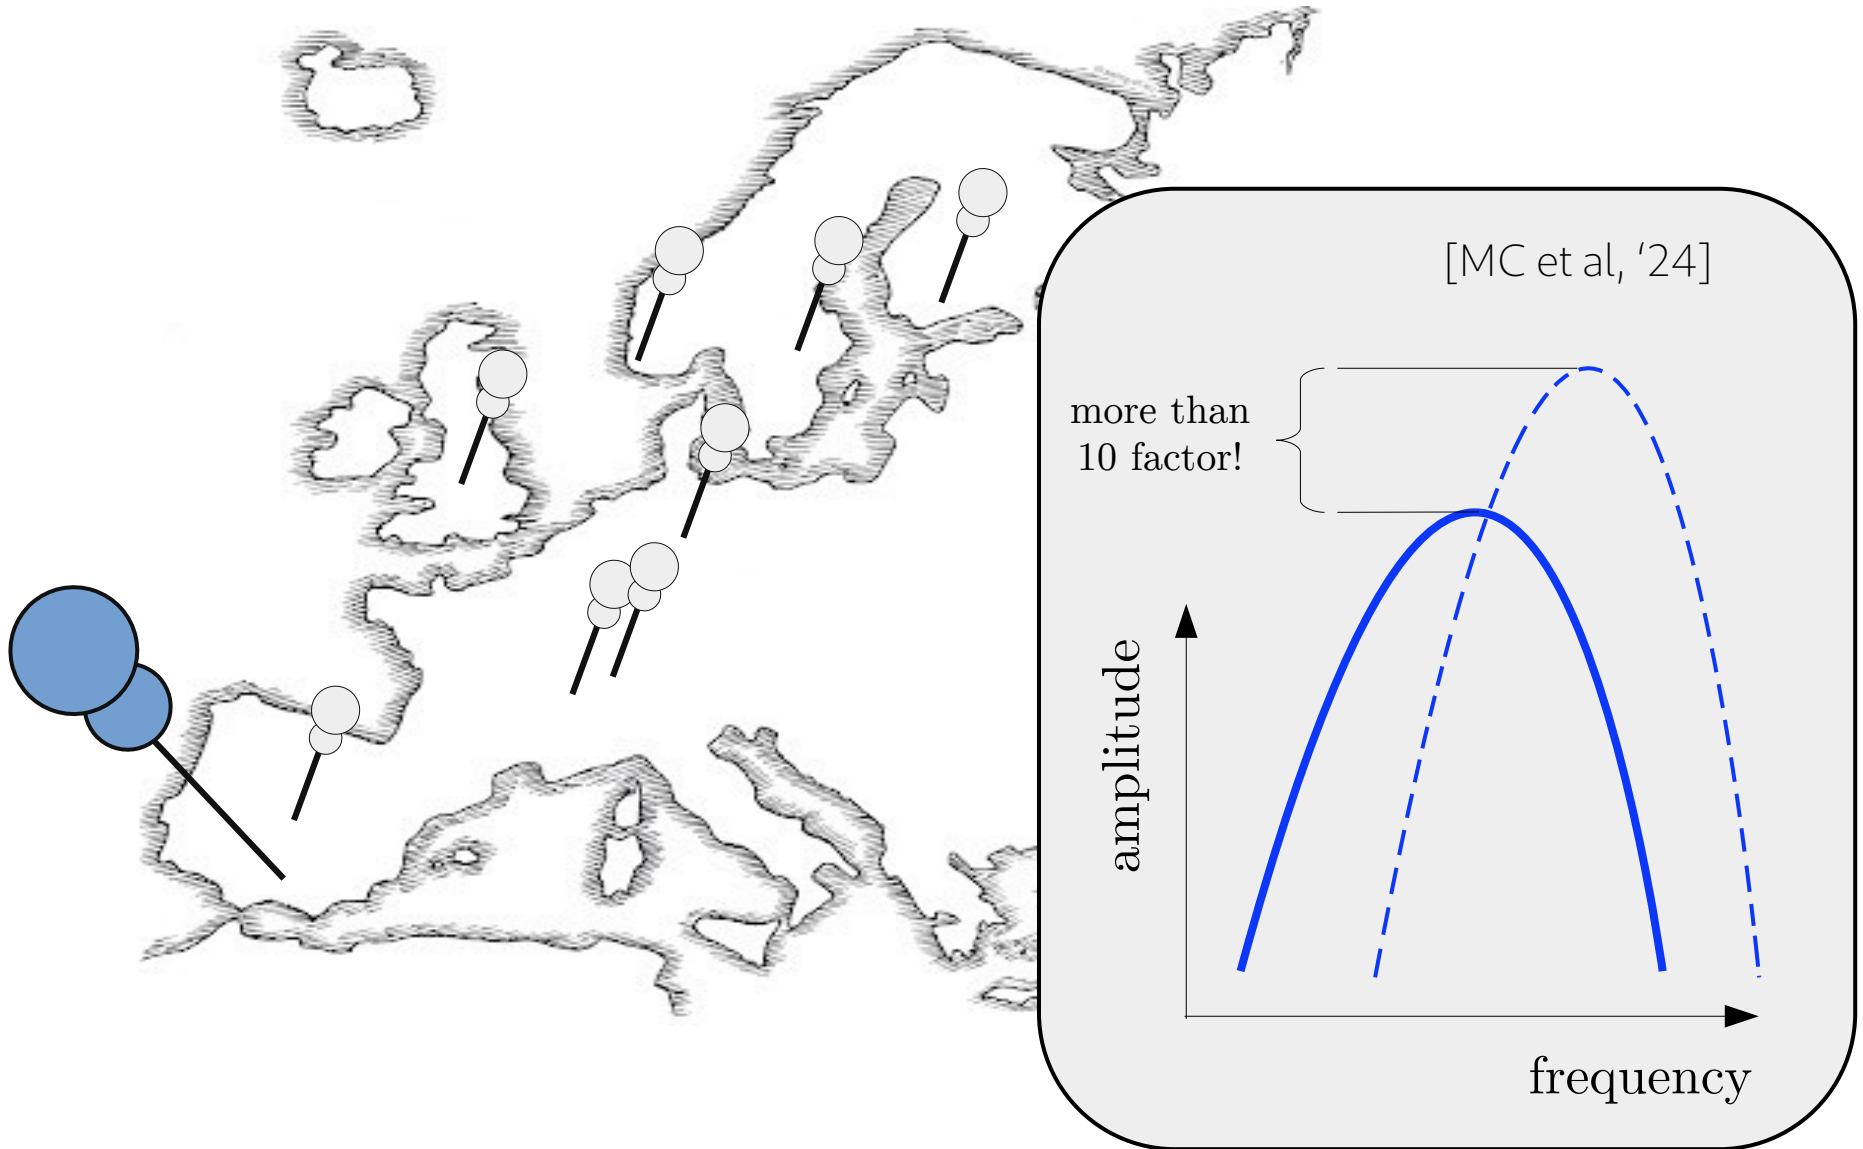 [MC et al, ‘24]
more than
10 factor!
amplitude
frequency